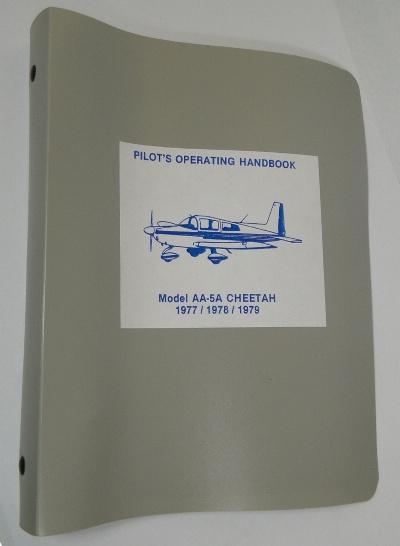 PILOT'S OPERATING HANDBOOK
Model AA-5A CHEETAH
1977 / 1978 / 1979